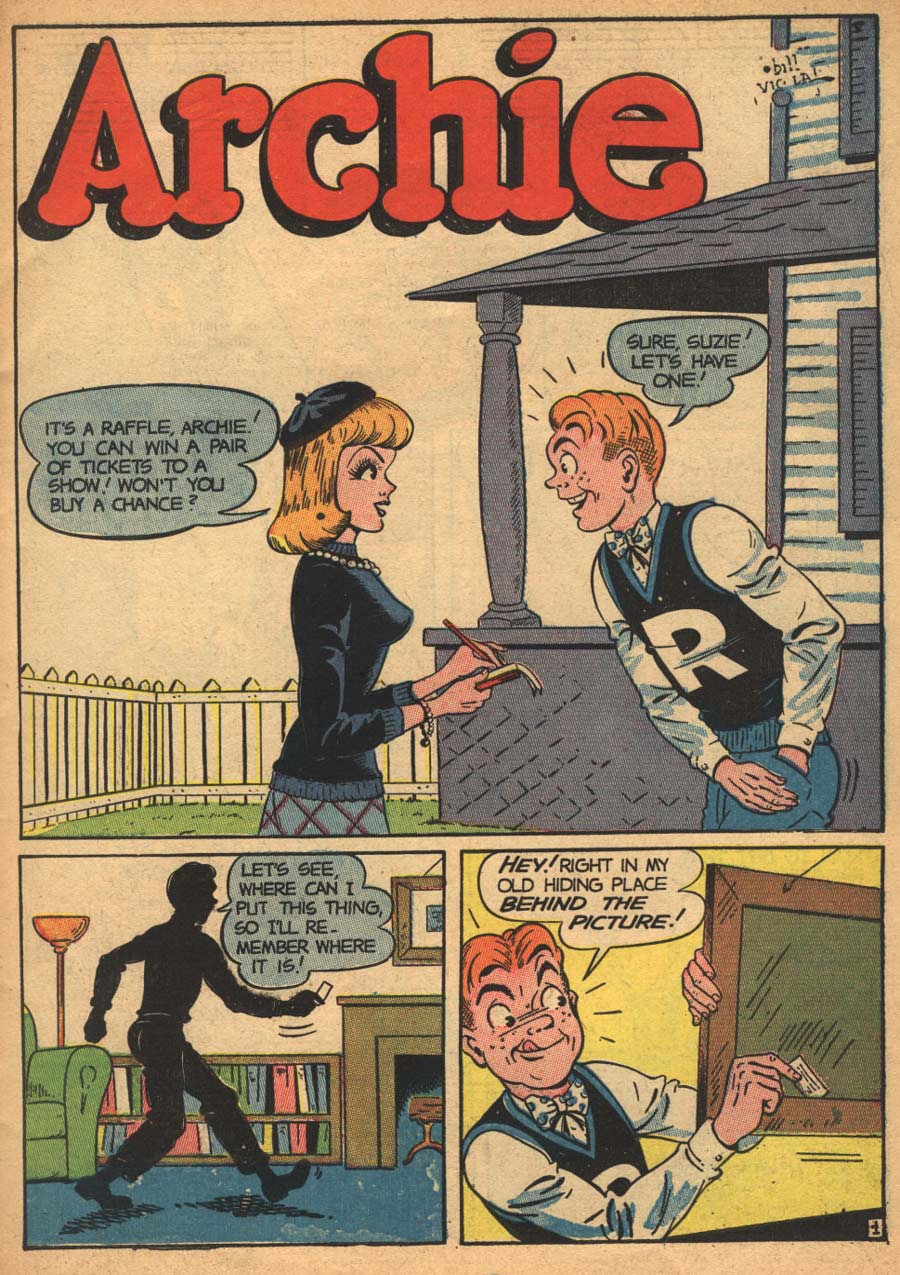 Archie
•bill
VIGODA
IT'S A RAFFLE, ARCHIE!
YOU CAN WIN A PAIR
OF TICKETS TO A
SHOW! WON'T YOU
BUY A CHANCE?
SURE, SUZIE!
LET'S HAVE
ONE!
R
LET'S SEE,
WHERE CAN I
PUT THIS THING,
SO I'LL RE-
MEMBER WHERE
IT IS!
HEY! RIGHT IN MY
OLD HIDING PLACE
BEHIND THE
PICTURE!
1